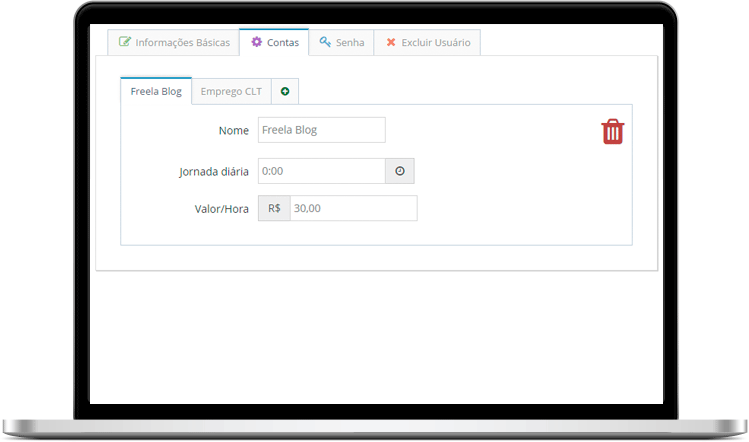 Informações Básicas Contas Senha Excluir Usuário
Freela Blog Emprego CLT
Nome Freela Blog
Jornada diária 0:00
Valor/Hora R$ 30,00